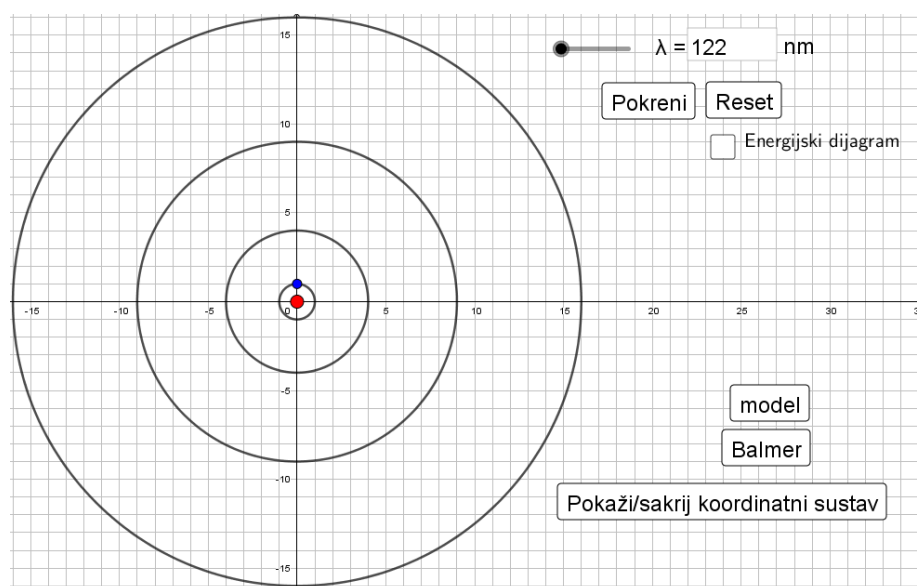 λ = 122 nm
Pokreni Reset
Energijski dijagram
15
10
5
-15 -10 -5 0 5 10 15 20 25 30
-5
model
Balmer
-10
Pokaži/sakrij koordinatni sustav
-15